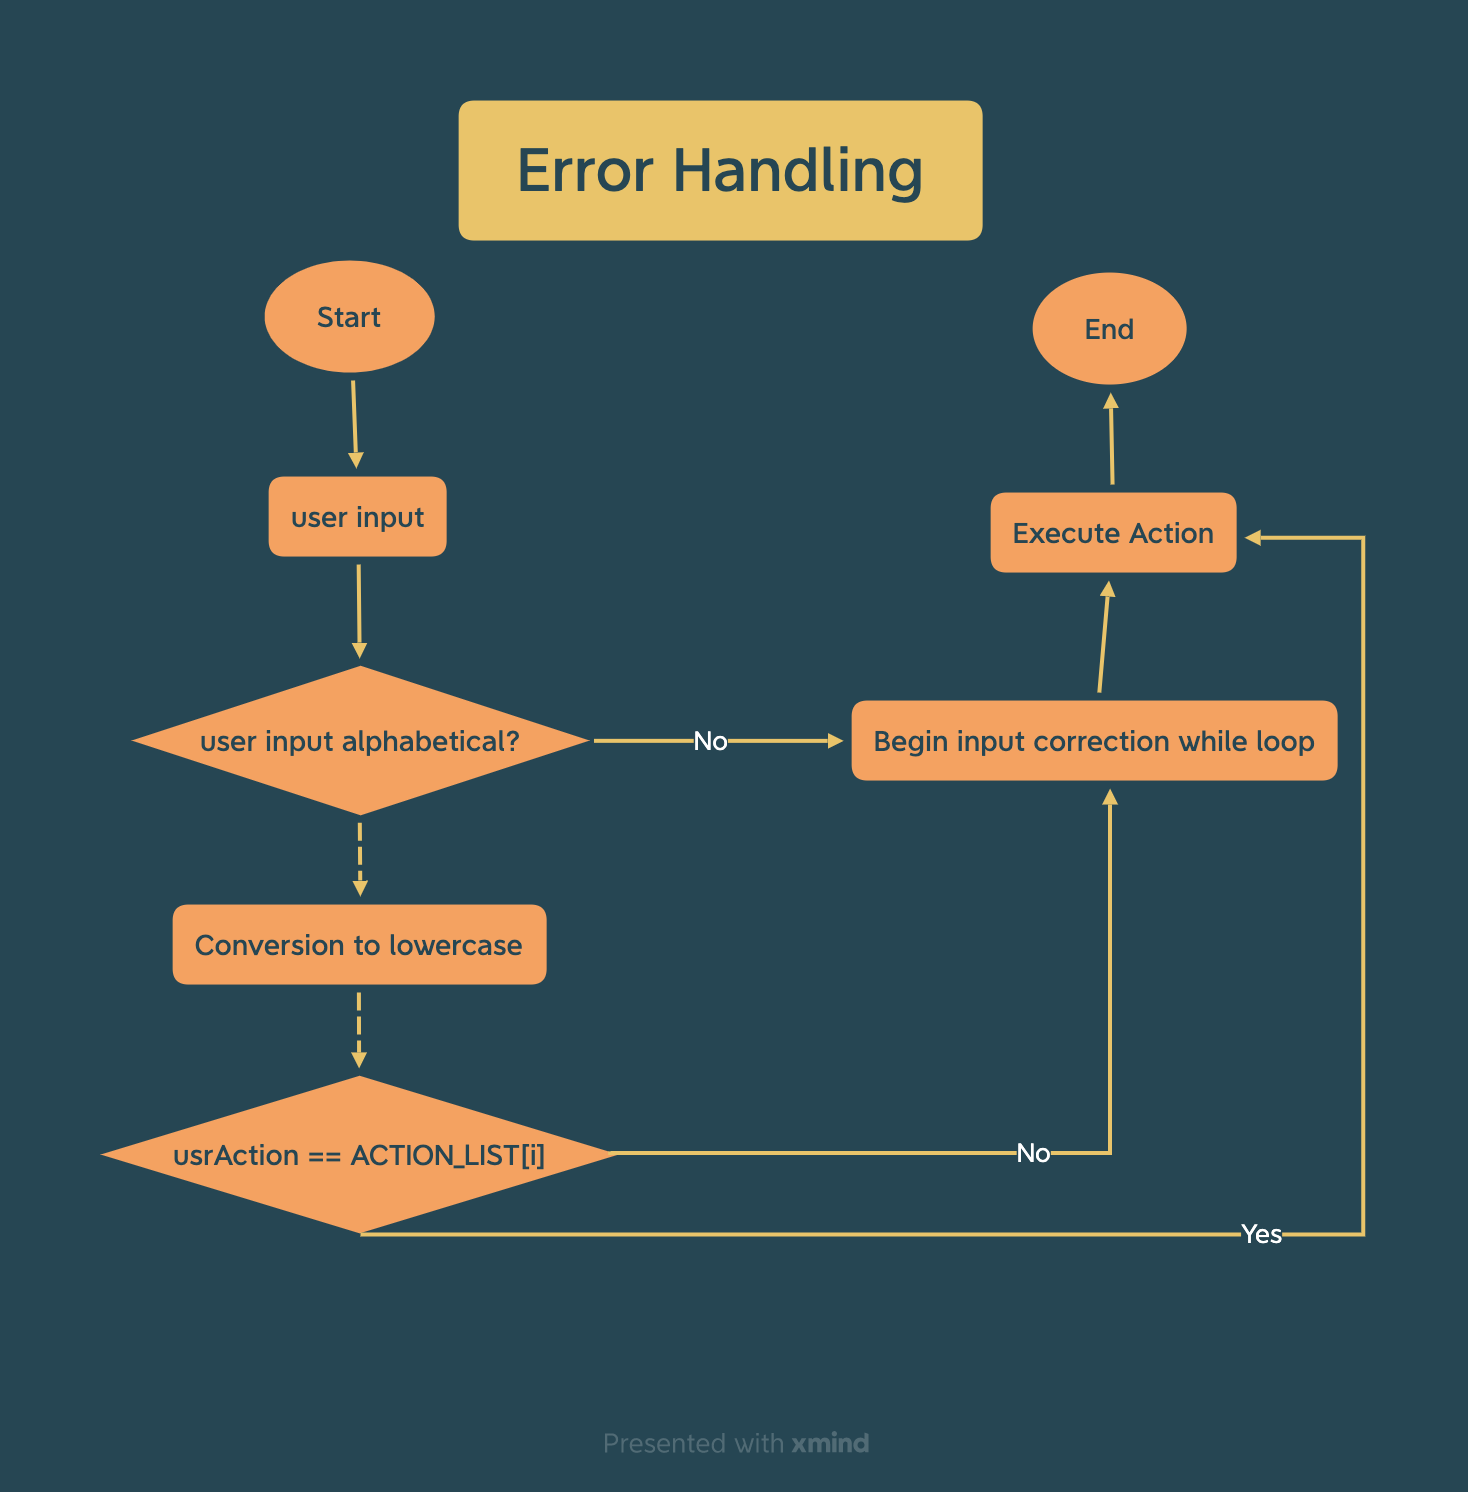 Error Handling
Start
End
user input
Execute Action
user input alphabetical?
No
Begin input correction while loop
Conversion to lowercase
usrAction == ACTION_LIST[i]
No
Yes
Presented with xmind